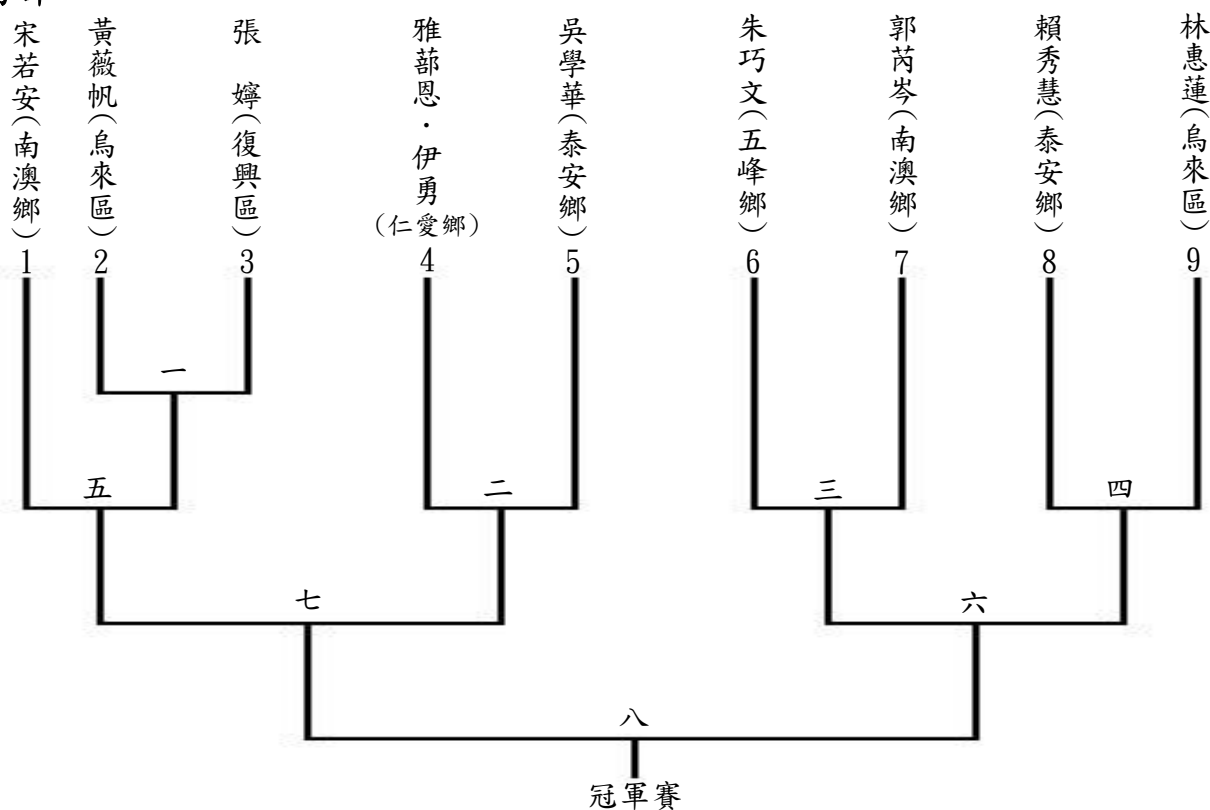 宋若安(南澳鄉)
黃薇帆(烏來區)
張 嬣(復興區)
雅蔀恩.伊勇
(仁愛鄉)
吳學華(泰安鄉)
朱巧文(五峰鄉)
郭芮岑(南澳鄉)
賴秀慧(泰安鄉)
林惠蓮(烏來區)
1 2 3 4 5 6 7 8 9
一
五 二 三 四
七 六
八
冠軍賽